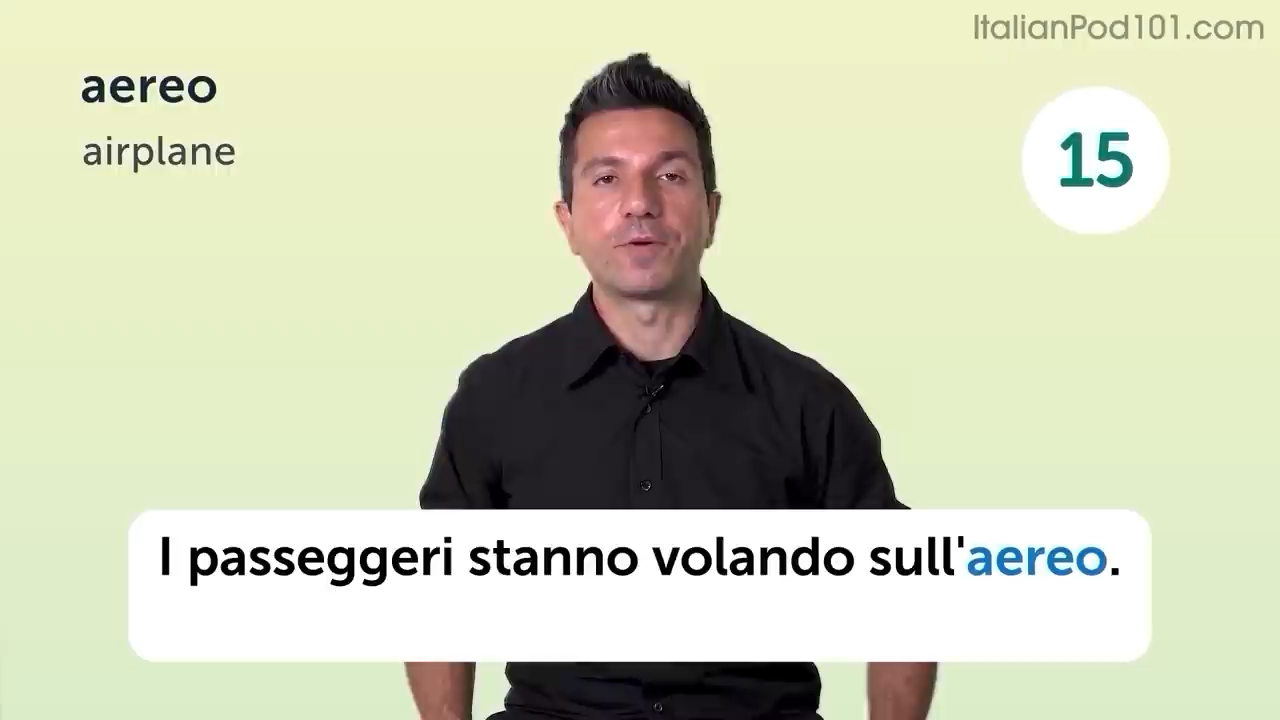 ItalianPod101.com
aereo
airplane
15
I passeggeri stanno volando sull'aereo.